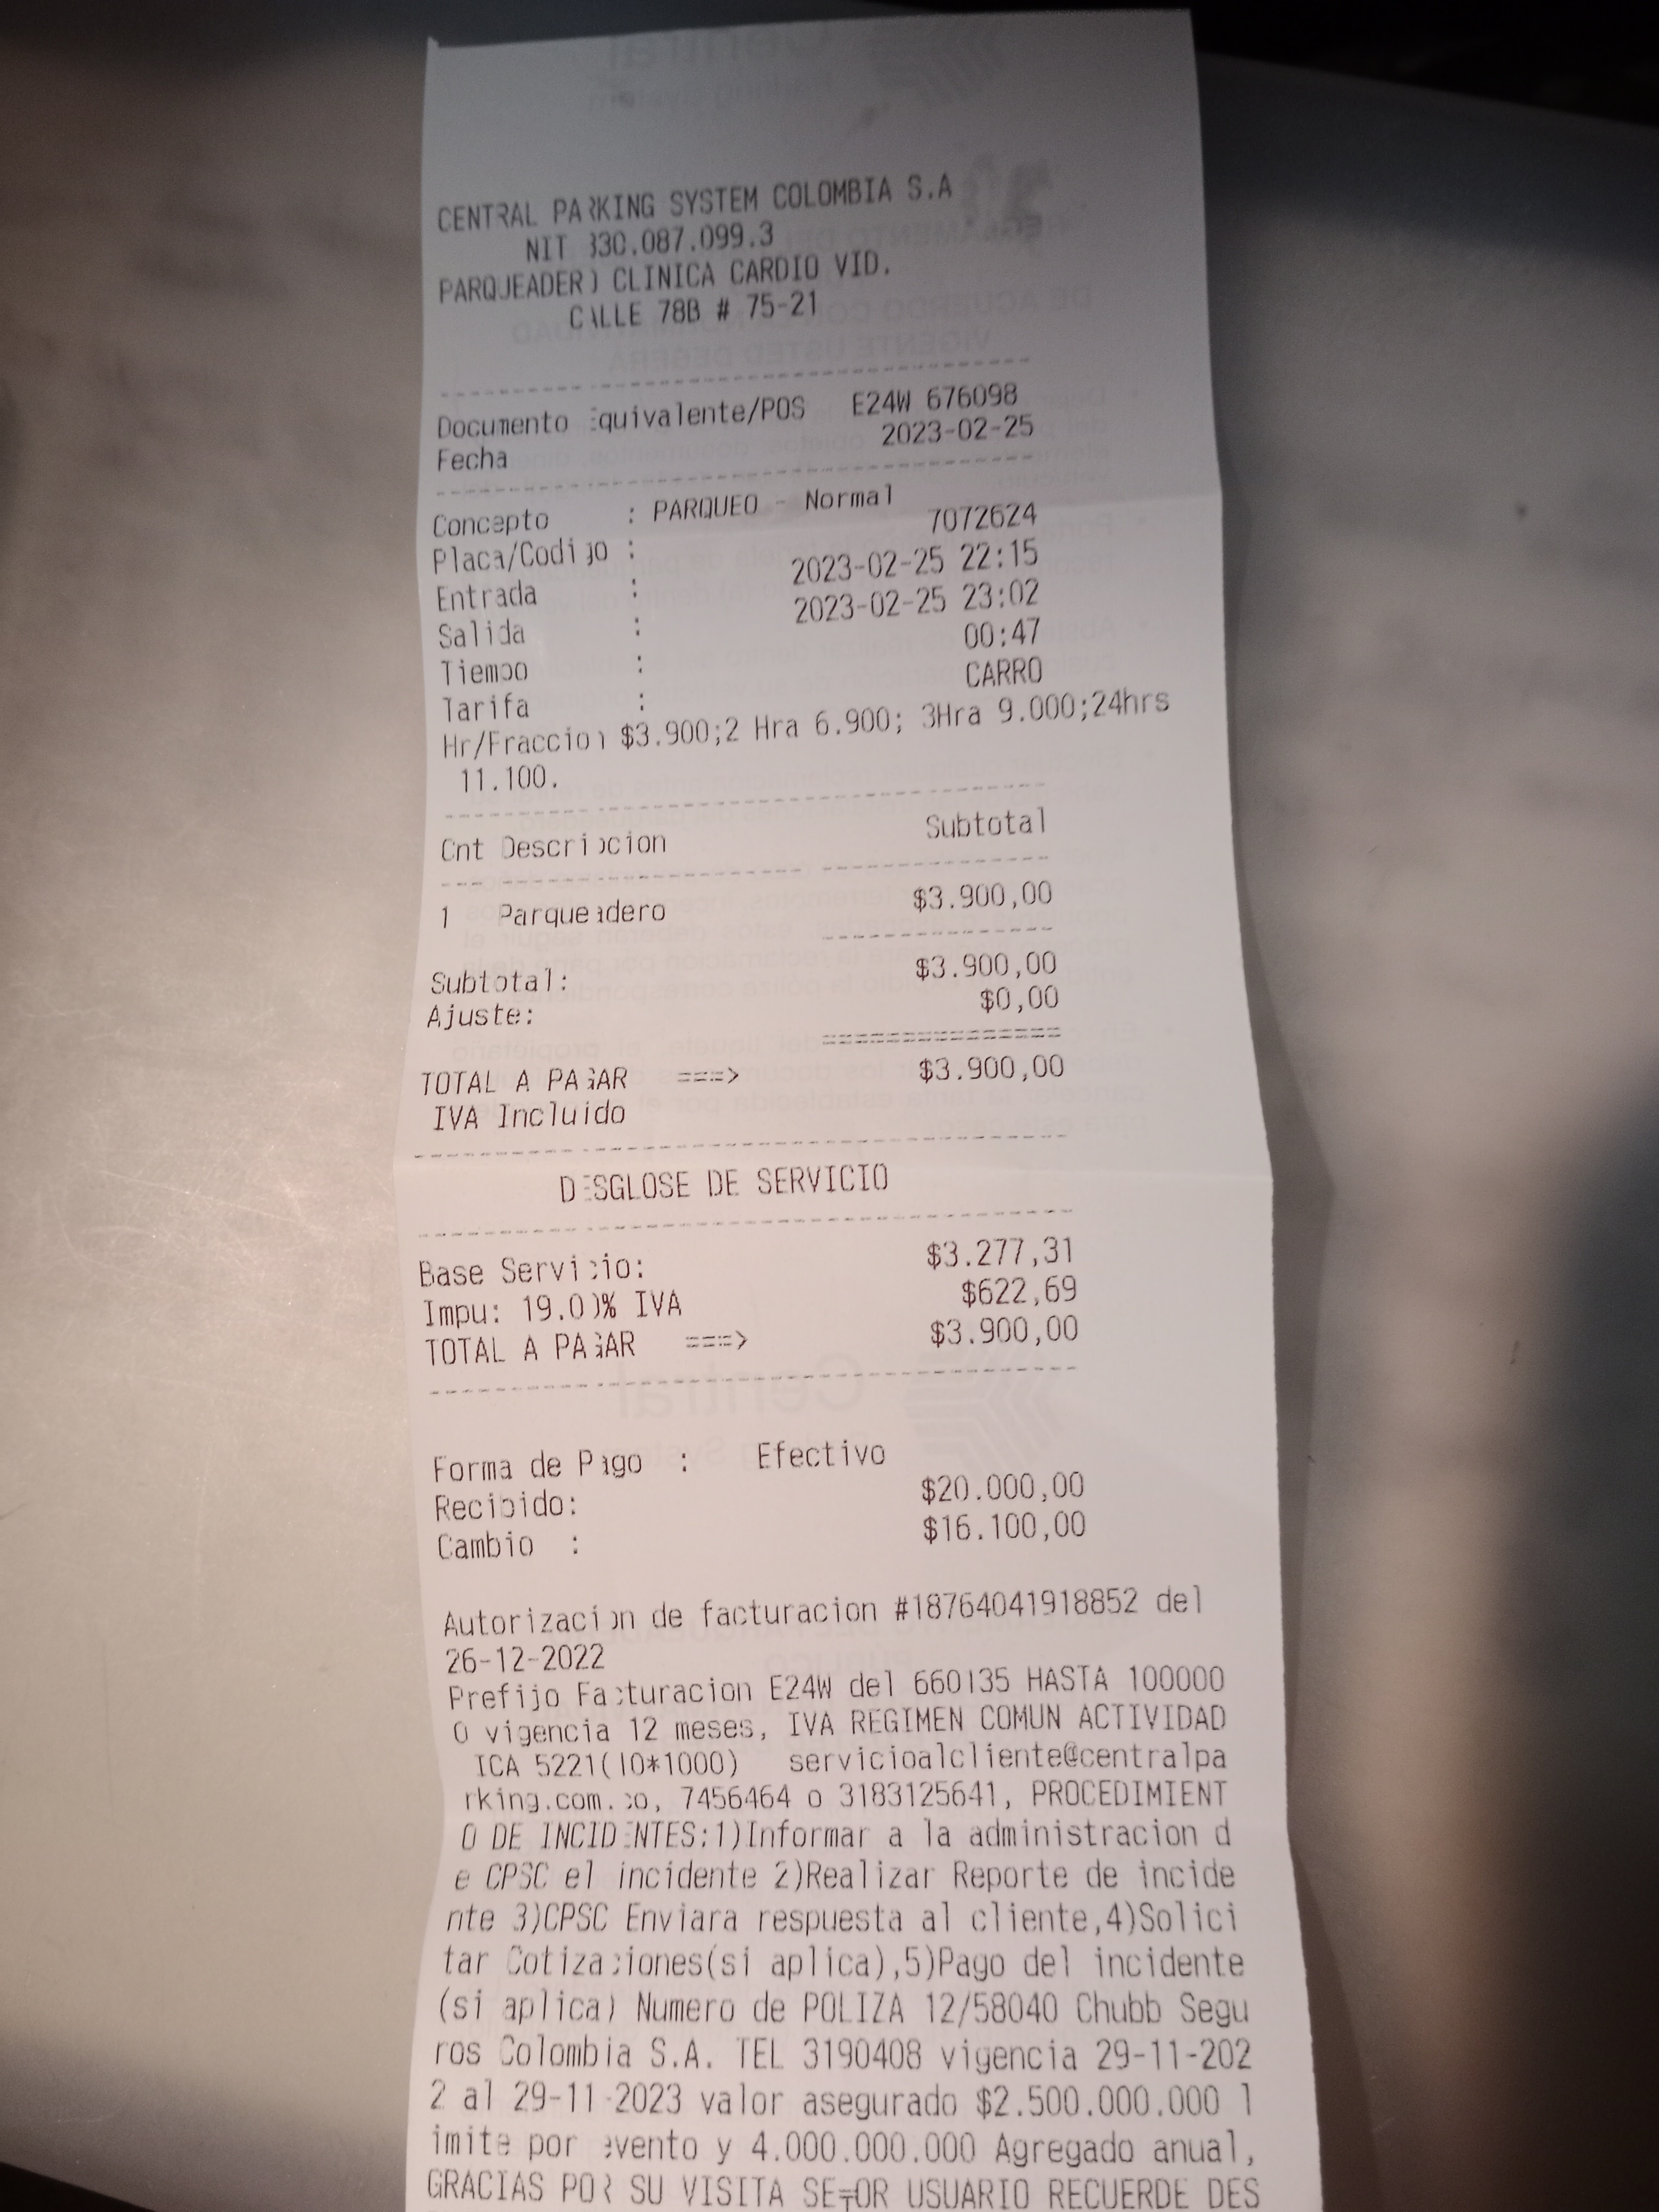 CENTRAL PARKING SYSTEM COLOMBIA S.A
NIT 830.087.099.3
PARQUEADERO CLINICA CARDIO VID.
CALLE 78B # 75-21
Documento Equivalente/POS E24W 676098
Fecha 2023-02-25
Concepto : PARQUEO - Normal
Placa/Codigo : 7072624
Entrada : 2023-02-25 22:15
Salida : 2023-02-25 23:02
Tiempo : 00:47
Tarifa : CARRO
Hr/Fraccion $3.900;2 Hra 6.900; 3Hra 9.000;24hrs
11.100.
Cnt Descripcion Subtotal
1 Parqueadero $3.900,00
Subtotal: $3.900,00
Ajuste: $0,00
TOTAL A PAGAR ===> $3.900,00
IVA Incluido
DESGLOSE DE SERVICIO
Base Servicio: $3.277,31
Impu: 19.00% IVA $622,69
TOTAL A PAGAR ===> $3.900,00
Forma de Pago : Efectivo
Recibido: $20.000,00
Cambio : $16.100,00
Autorizacion de facturacion #18764041918852 del
26-12-2022
Prefijo Facturacion E24W del 660135 HASTA 100000
0 vigencia 12 meses, IVA REGIMEN COMUN ACTIVIDAD
ICA 5221(10*1000) servicioalcliente@centralpa
rking.com.co, 7456464 o 3183125641, PROCEDIMIENT
O DE INCIDENTES:1)Informar a la administracion d
e CPSC el incidente 2)Realizar Reporte de incide
nte 3)CPSC Enviara respuesta al cliente,4)Solici
tar Cotizaciones(si aplica),5)Pago del incidente
(si aplica) Numero de POLIZA 12/58040 Chubb Segu
ros Colombia S.A. TEL 3190408 vigencia 29-11-202
2 al 29-11-2023 valor asegurado $2.500.000.000 l
imite por evento y 4.000.000.000 Agregado anual,
GRACIAS POR SU VISITA SE╤OR USUARIO RECUERDE DES